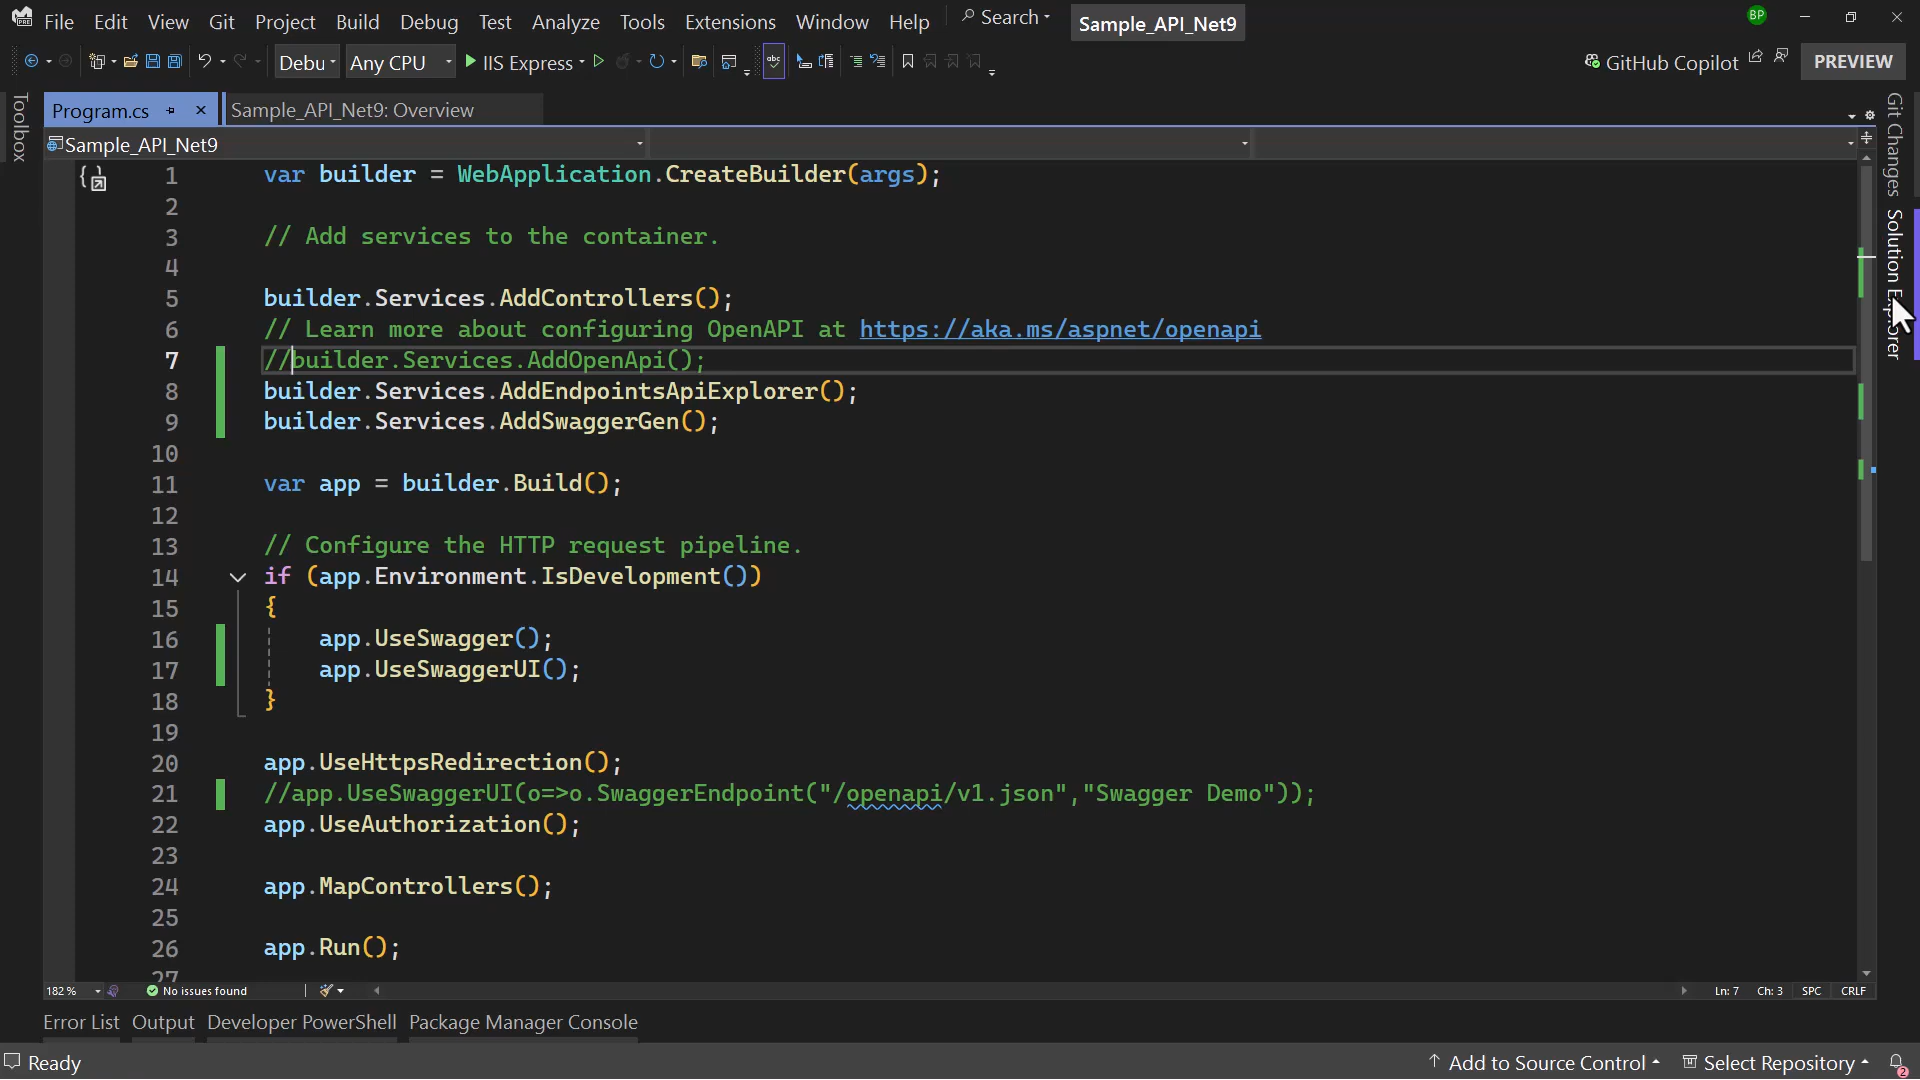 File Edit View Git Project Build Debug Test Analyze Tools Extensions Window Help Search Sample_API_Net9 BP
Debu Any CPU IIS Express GitHub Copilot PREVIEW
Toolbox
Program.cs Sample_API_Net9: Overview
Sample_API_Net9
1 var builder = WebApplication.CreateBuilder(args);
2
3 // Add services to the container.
4
5 builder.Services.AddControllers();
6 // Learn more about configuring OpenAPI at https://aka.ms/aspnet/openapi
7 //builder.Services.AddOpenApi();
8 builder.Services.AddEndpointsApiExplorer();
9 builder.Services.AddSwaggerGen();
10
11 var app = builder.Build();
12
13 // Configure the HTTP request pipeline.
14 if (app.Environment.IsDevelopment())
15 {
16 app.UseSwagger();
17 app.UseSwaggerUI();
18 }
19
20 app.UseHttpsRedirection();
21 //app.UseSwaggerUI(o=>o.SwaggerEndpoint("/openapi/v1.json","Swagger Demo"));
22 app.UseAuthorization();
23
24 app.MapControllers();
25
26 app.Run();
27
Git Changes
Solution Explorer
182 % No issues found Ln: 7 Ch: 3 SPC CRLF
Error List Output Developer PowerShell Package Manager Console
Ready Add to Source Control Select Repository 2